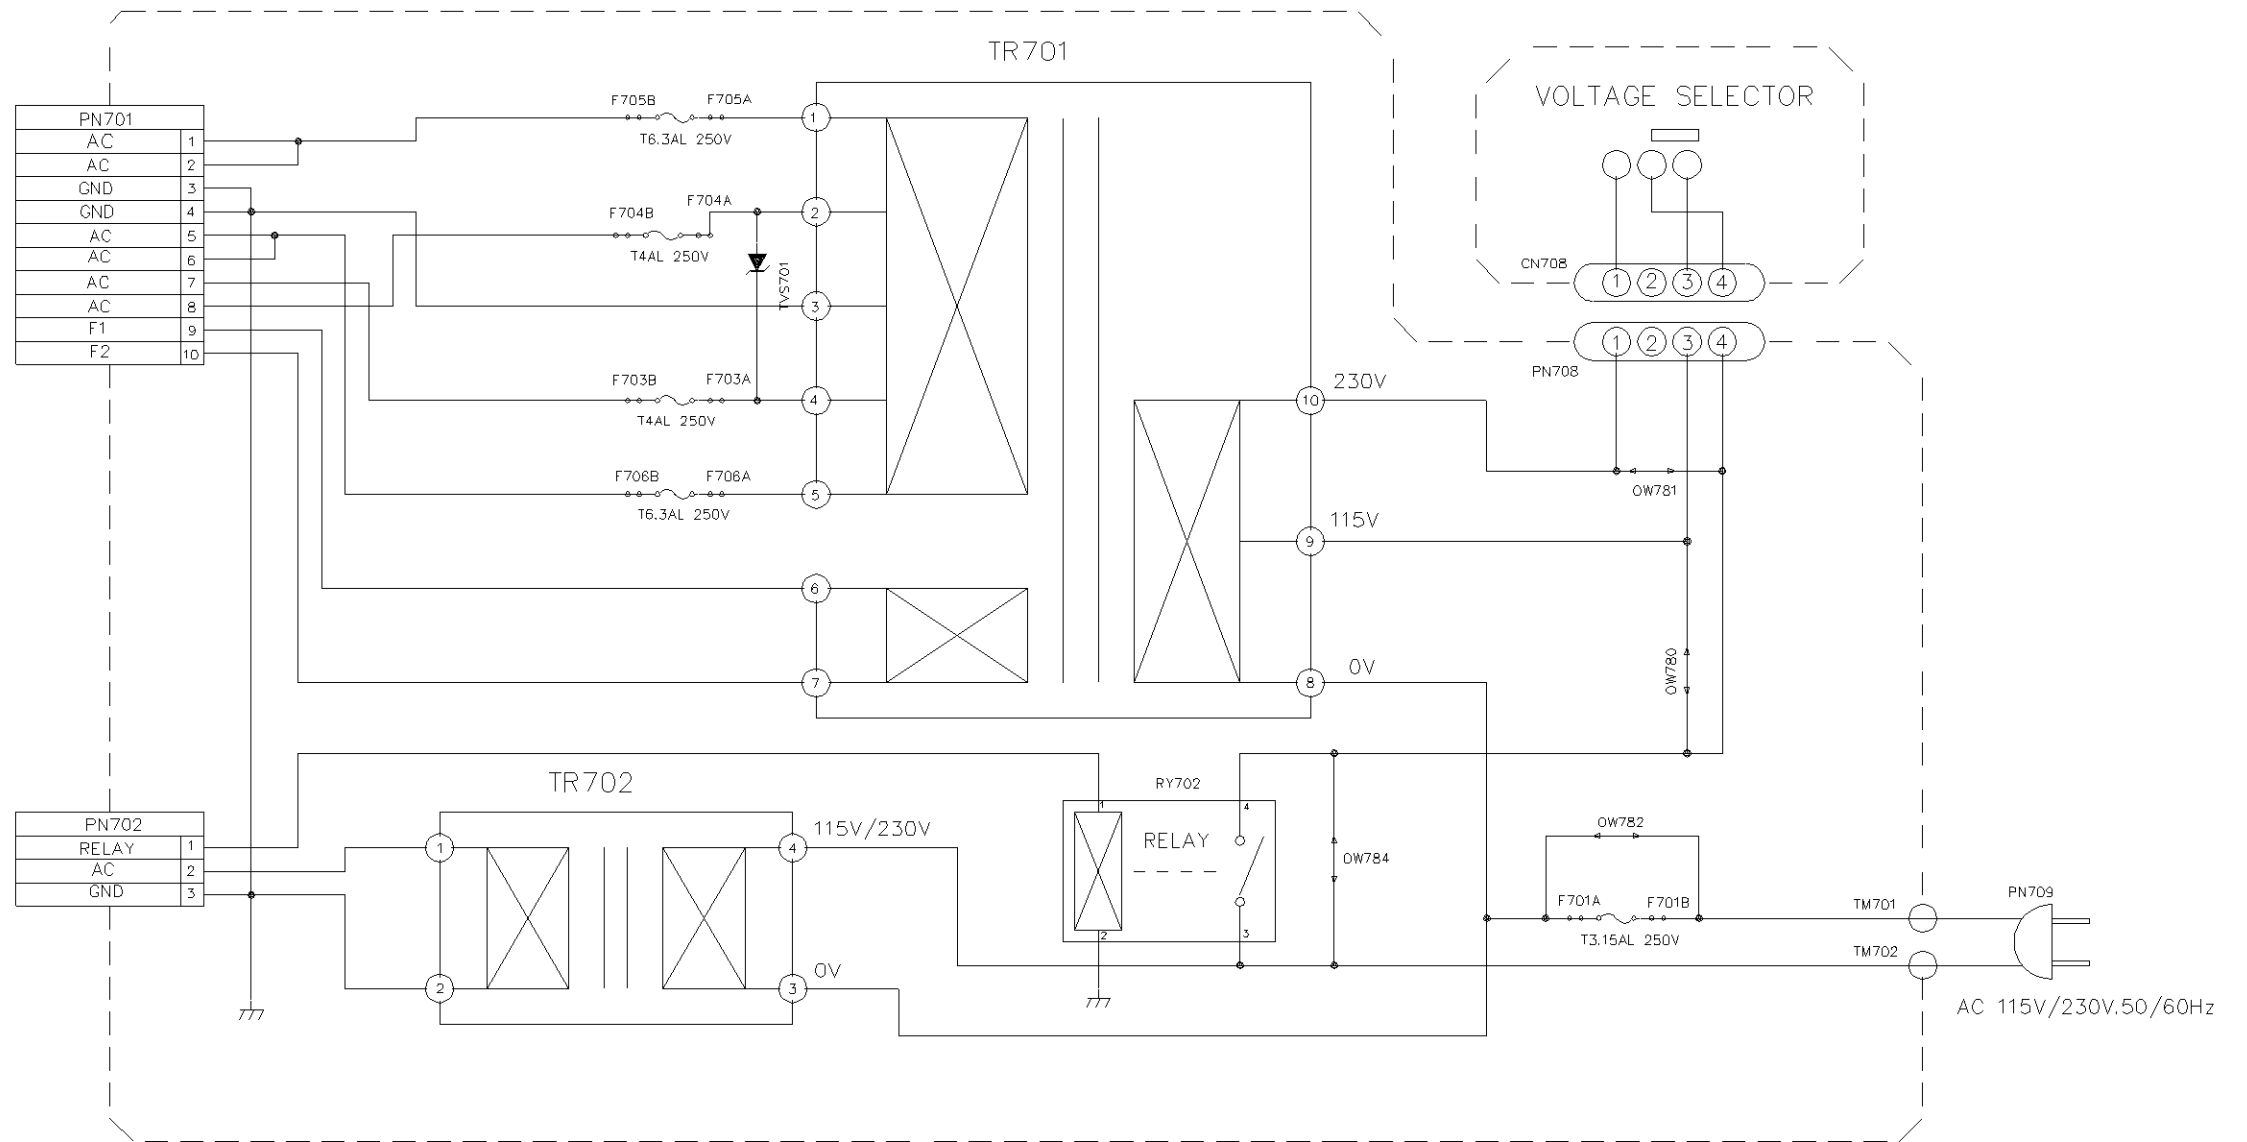 TR701
VOLTAGE SELECTOR
PN701
AC 1
AC 2
GND 3
GND 4
AC 5
AC 6
AC 7
AC 8
F1 9
F2 10
F705B F705A
T6.3AL 250V
F704B F704A
T4AL 250V
TVS701
F703B F703A
T4AL 250V
F706B F706A
T6.3AL 250V
1
2
3
4
5
6
7
230V
10
115V
9
0V
8
CN708
1 2 3 4
1 2 3 4
PN708
OW781
OW780
TR702
PN702
RELAY 1
AC 2
GND 3
1
2
115V/230V
4
0V
3
RY702
1
4
RELAY
2
3
OW784
OW782
F701A F701B
T3.15AL 250V
TM701
TM702
PN709
AC 115V/230V.50/60Hz